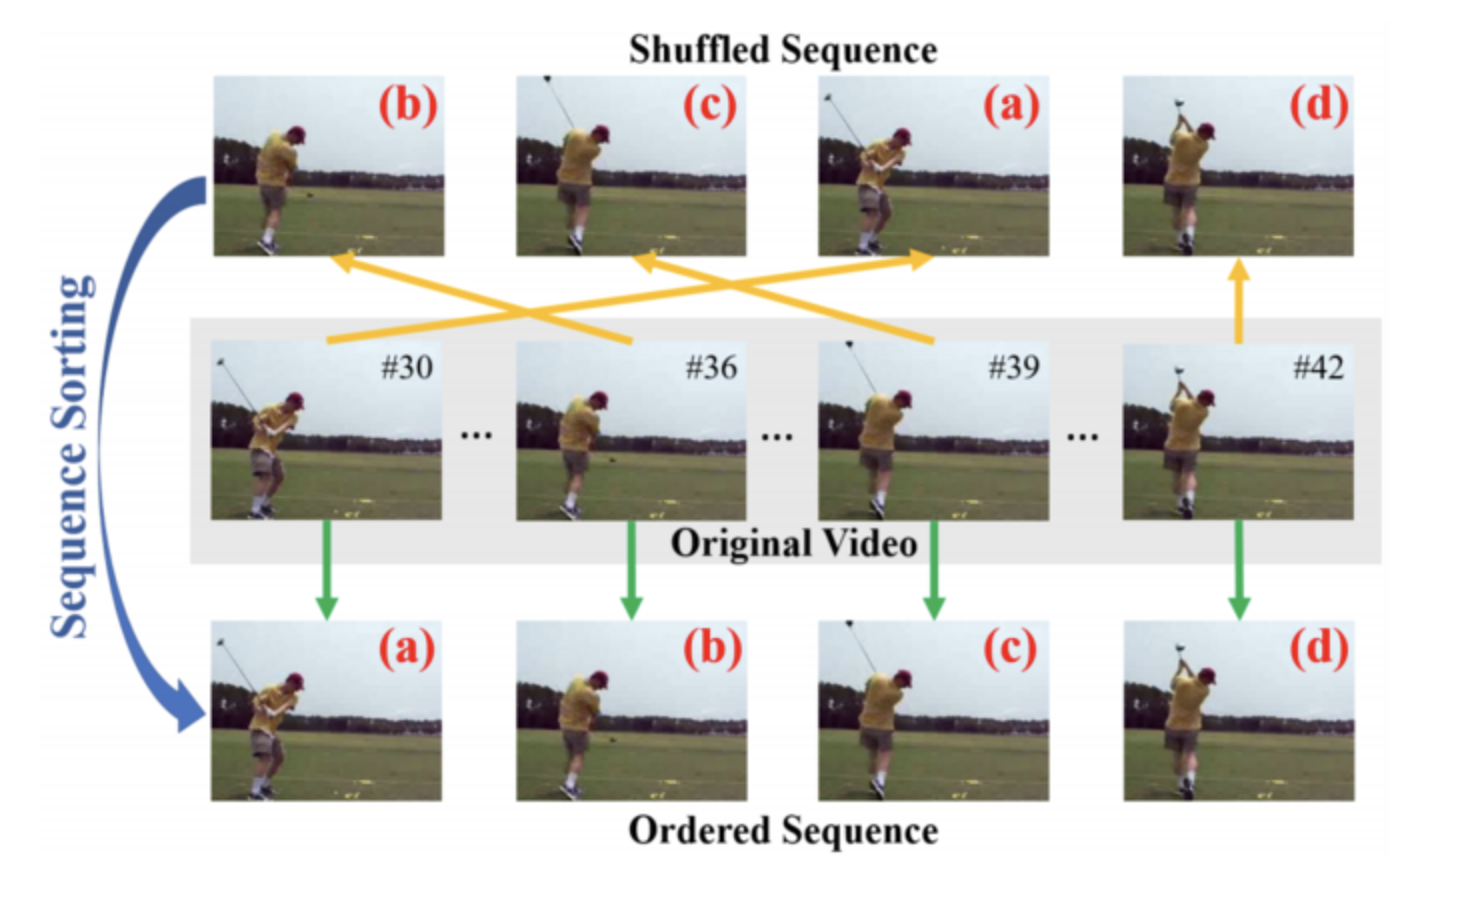 Shuffled Sequence
(b)
(c)
(a)
(d)
Sequence Sorting
#30
#36
#39
#42
...
...
...
Original Video
(a)
(b)
(c)
(d)
Ordered Sequence